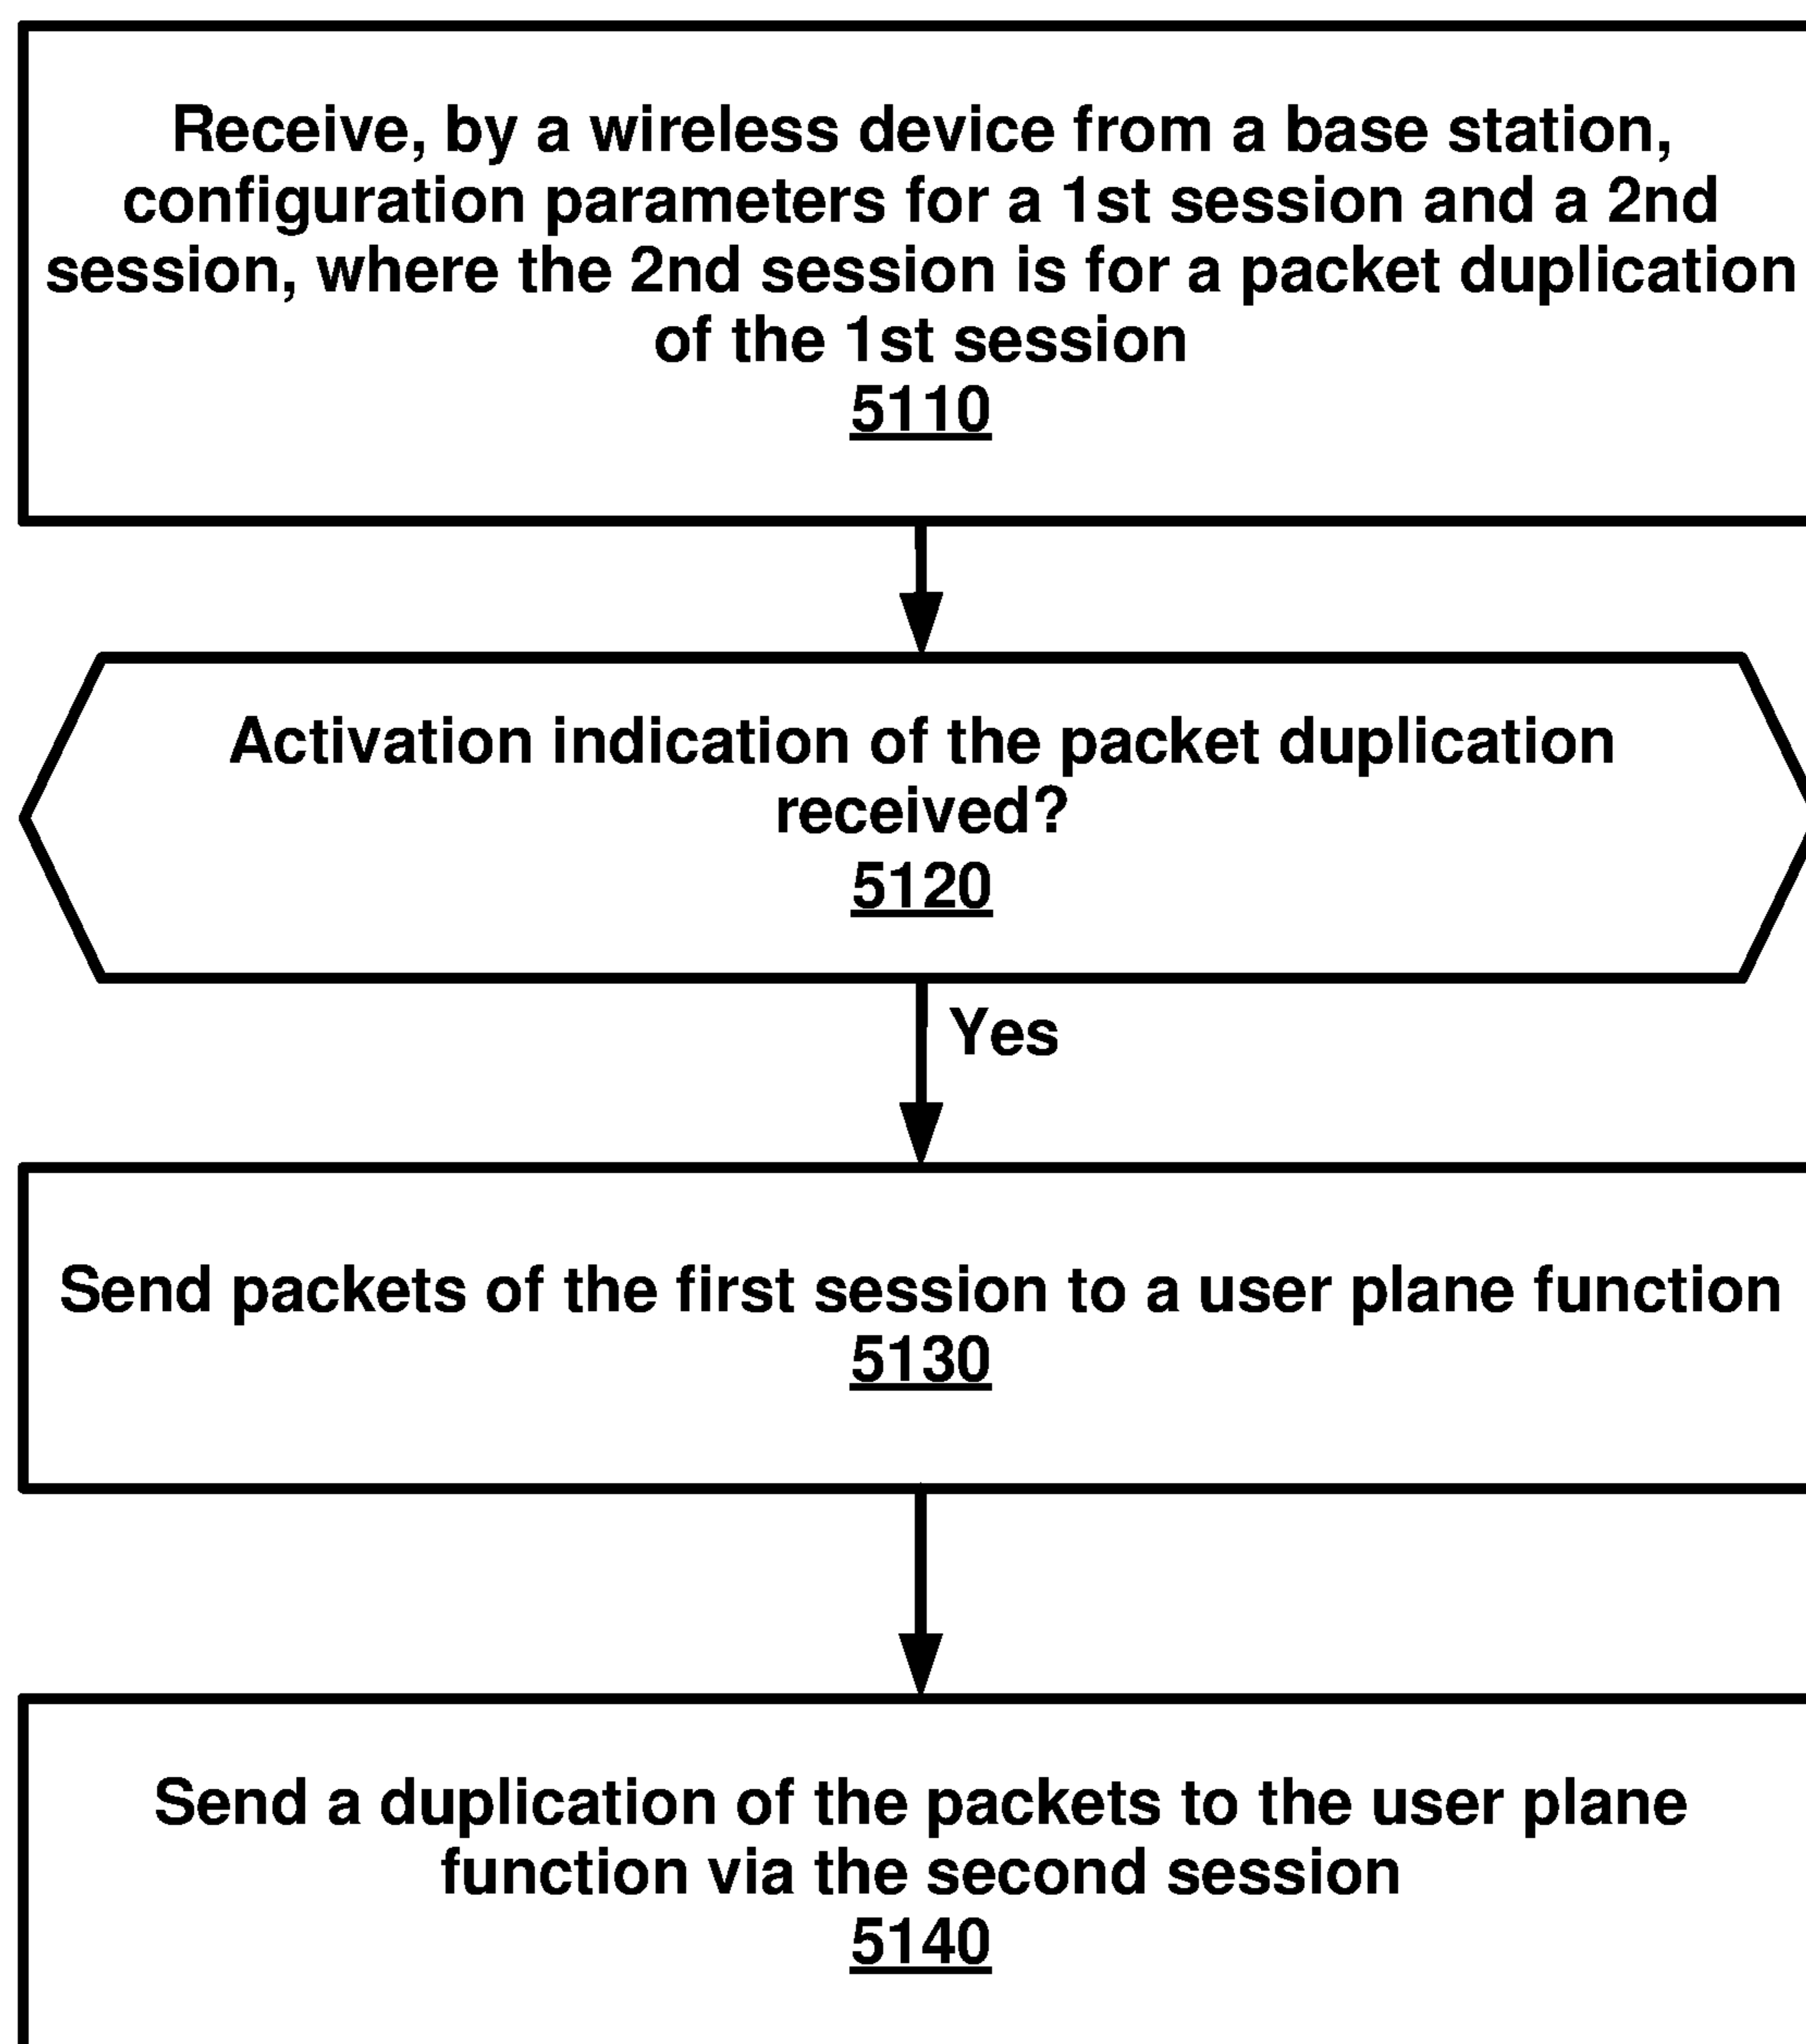 Receive, by a wireless device from a base station,
configuration parameters for a 1st session and a 2nd
session, where the 2nd session is for a packet duplication
of the 1st session
5110
Activation indication of the packet duplication
received?
5120
Yes
Send packets of the first session to a user plane function
5130
Send a duplication of the packets to the user plane
function via the second session
5140